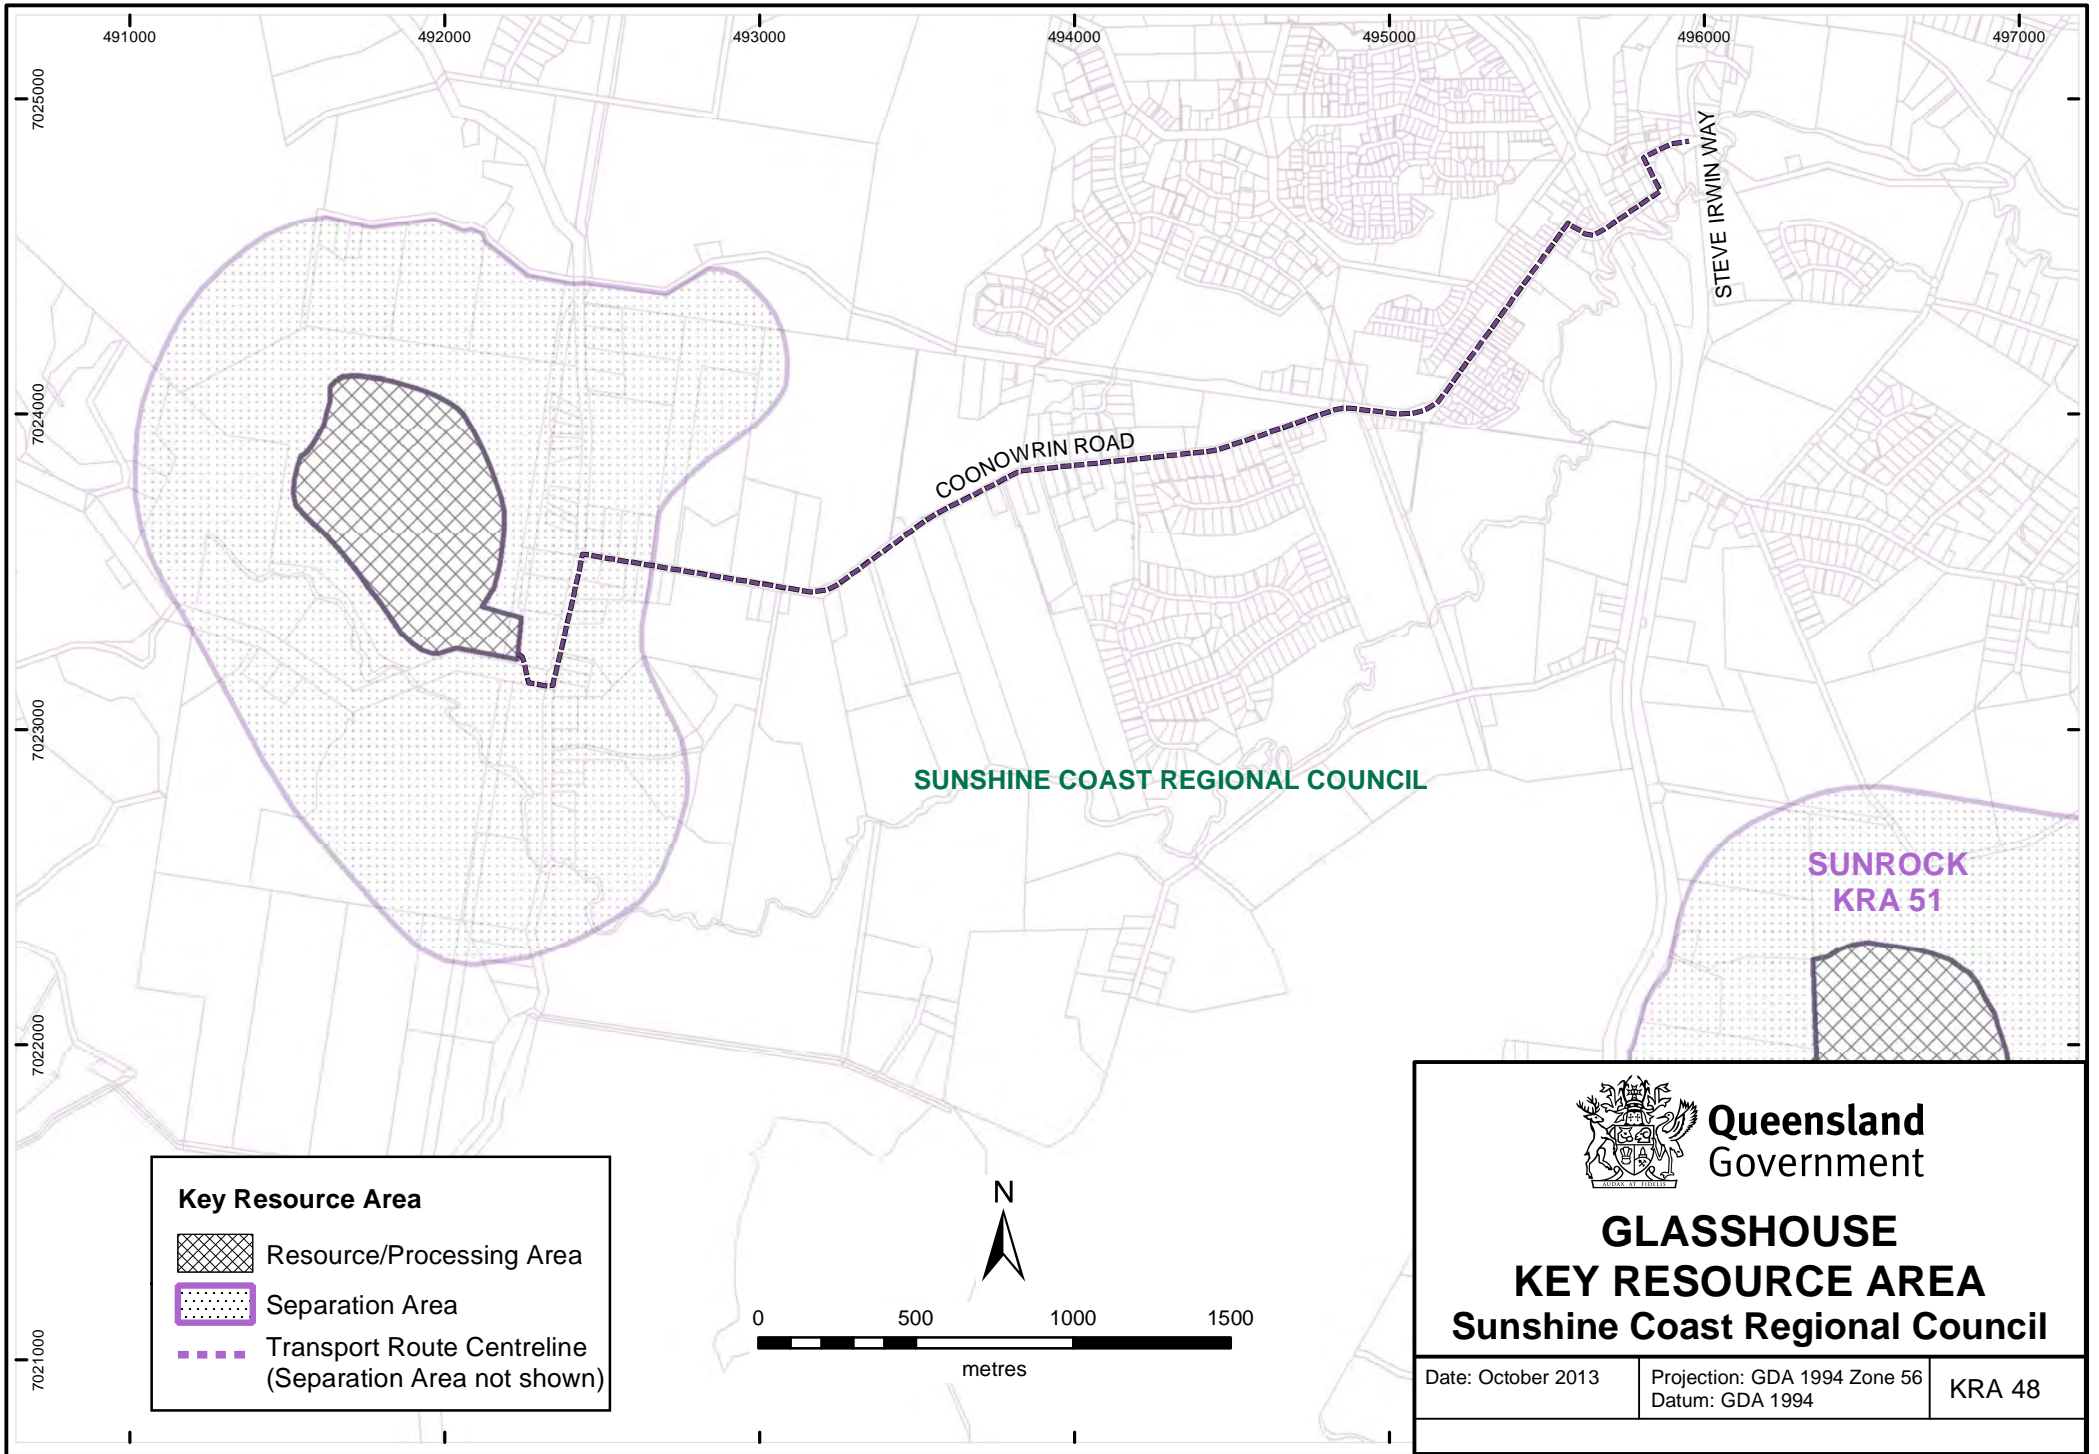 491000
492000
493000
494000
495000
496000
497000
7025000
7024000
7023000
7022000
7021000
STEVE IRWIN WAY
COONOWRIN ROAD
SUNSHINE COAST REGIONAL COUNCIL
SUNROCK
KRA 51
Key Resource Area
Resource/Processing Area
Separation Area
Transport Route Centreline
(Separation Area not shown)
N
0 500 1000 1500
metres
AUDAX AT FIDELIS
Queensland
Government
GLASSHOUSE
KEY RESOURCE AREA
Sunshine Coast Regional Council
Date: October 2013
Projection: GDA 1994 Zone 56
Datum: GDA 1994
KRA 48